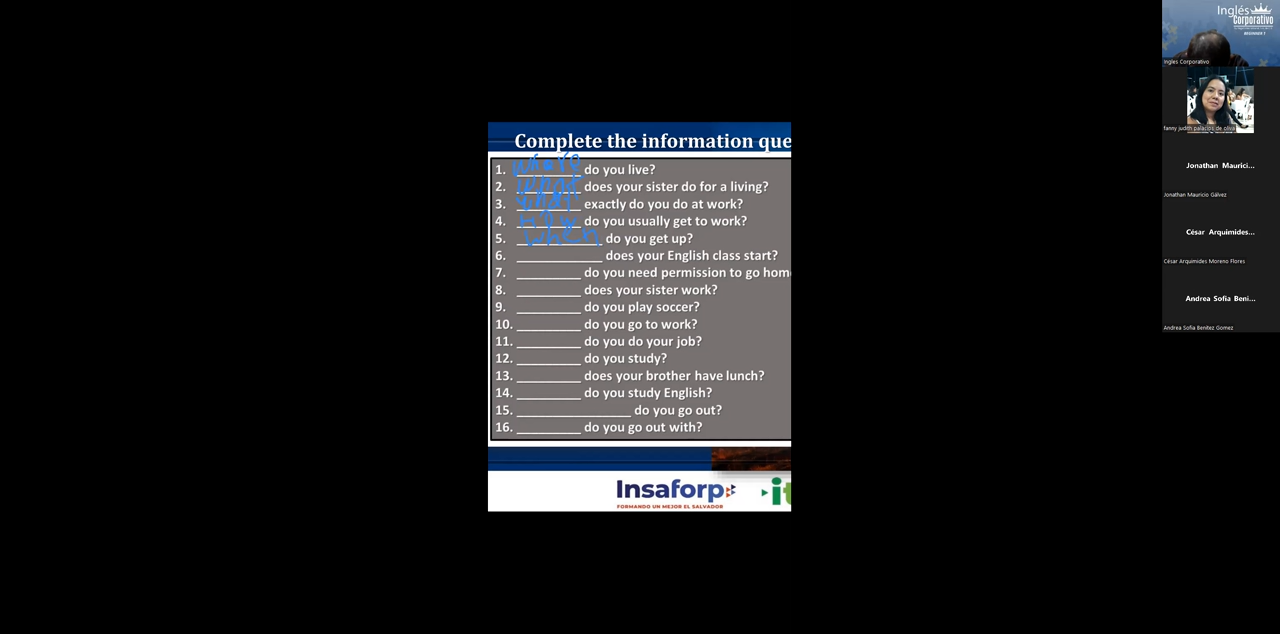 Complete the information que
1. where do you live?
2. what does your sister do for a living?
3. what exactly do you do at work?
4. how do you usually get to work?
5. when do you get up?
6. ____________ does your English class start?
7. _________ do you need permission to go hom
8. _________ does your sister work?
9. _________ do you play soccer?
10. _________ do you go to work?
11. _________ do you do your job?
12. _________ do you study?
13. _________ does your brother have lunch?
14. _________ do you study English?
15. ________________ do you go out?
16. _________ do you go out with?
Insaforp
FORMANDO UN MEJOR EL SALVADOR
it
Inglés
Corporativo
BEGINNER 1
Ingles Corporativo
fanny judith palacios de oliva
Jonathan Maurici...
Jonathan Mauricio Gálvez
César Arquimides...
César Arquimides Moreno Flores
Andrea Sofia Beni...
Andrea Sofia Benitez Gomez